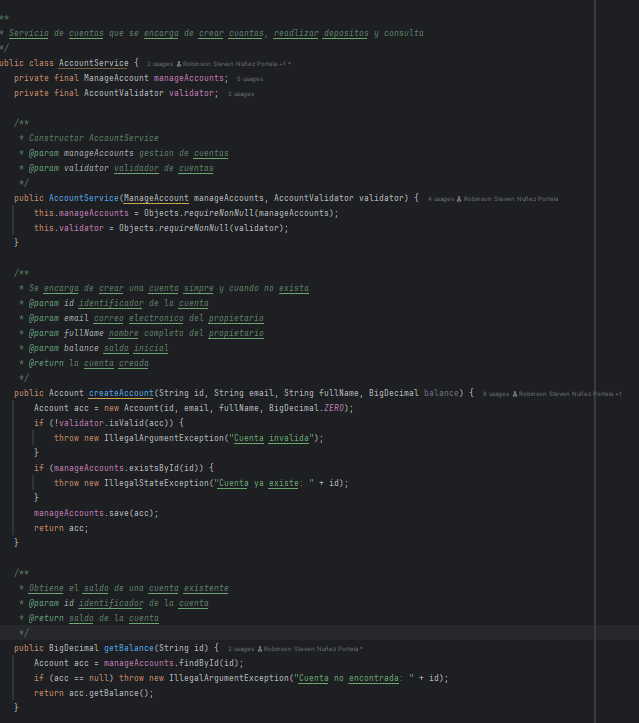 **
* Servicio de cuentas que se encarga de crear cuantas, readlizar depositos y consulta
*/
ublic class AccountService { 2 usages Robinson Steven Nuñez Portela +1 *
private final ManageAccount manageAccounts; 5 usages
private final AccountValidator validator; 2 usages
/**
* Constructor AccountService
* @param manageAccounts gestion de cuentas
* @param validator validador de cuentas
*/
public AccountService(ManageAccount manageAccounts, AccountValidator validator) { 4 usages Robinson Steven Nuñez Portela
this.manageAccounts = Objects.requireNonNull(manageAccounts);
this.validator = Objects.requireNonNull(validator);
}
/**
* Se encarga de crear una cuenta simpre y cuando no exista
* @param id identificador de la cuenta
* @param email correo electronico del propietario
* @param fullName nombre completo del propietario
* @param balance saldo inicial
* @return la cuenta creada
*/
public Account createAccount(String id, String email, String fullName, BigDecimal balance) { 8 usages Robinson Steven Nuñez Portela +1
Account acc = new Account(id, email, fullName, BigDecimal.ZERO);
if (!validator.isValid(acc)) {
throw new IllegalArgumentException("Cuenta invalida");
}
if (manageAccounts.existsById(id)) {
throw new IllegalStateException("Cuenta ya existe: " + id);
}
manageAccounts.save(acc);
return acc;
}
/**
* Obtiene el saldo de una cuenta existente
* @param id identificador de la cuenta
* @return saldo de la cuenta
*/
public BigDecimal getBalance(String id) { 2 usages Robinson Steven Nuñez Portela *
Account acc = manageAccounts.findById(id);
if (acc == null) throw new IllegalArgumentException("Cuenta no encontrada: " + id);
return acc.getBalance();
}